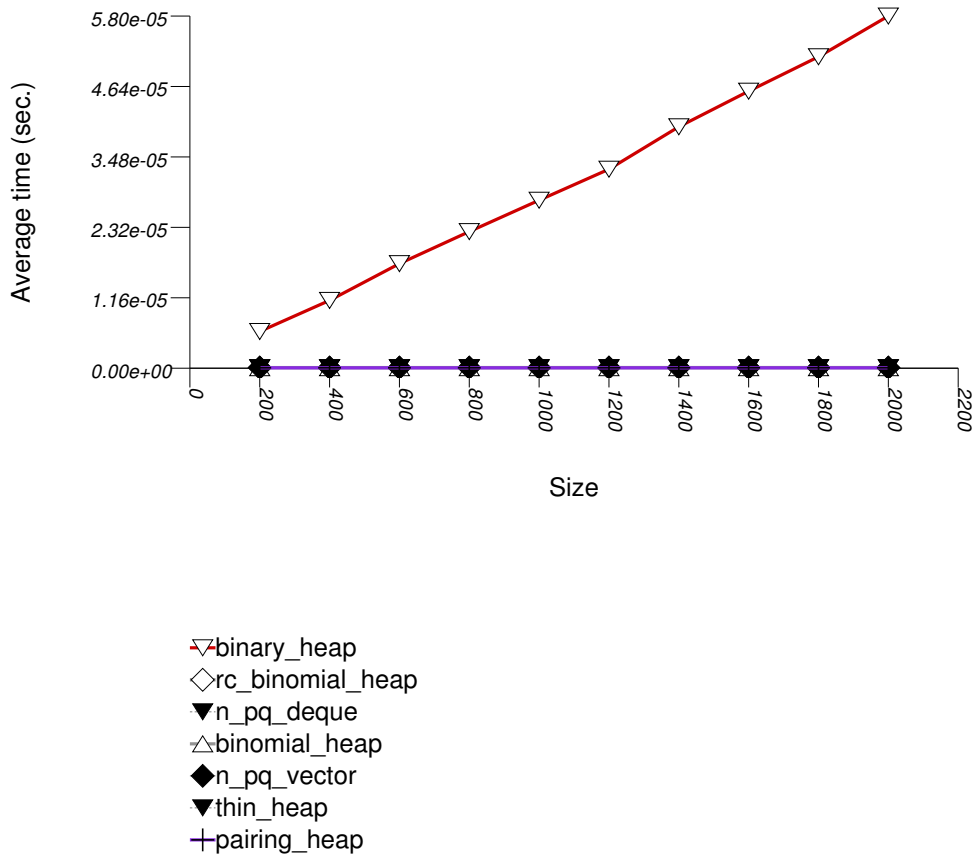 5.80e-05
4.64e-05
3.48e-05
2.32e-05
1.16e-05
0.00e+00
Average time (sec.)
0
200
400
600
800
1000
1200
1400
1600
1800
2000
2200
Size
binary_heap
rc_binomial_heap
n_pq_deque
binomial_heap
n_pq_vector
thin_heap
pairing_heap